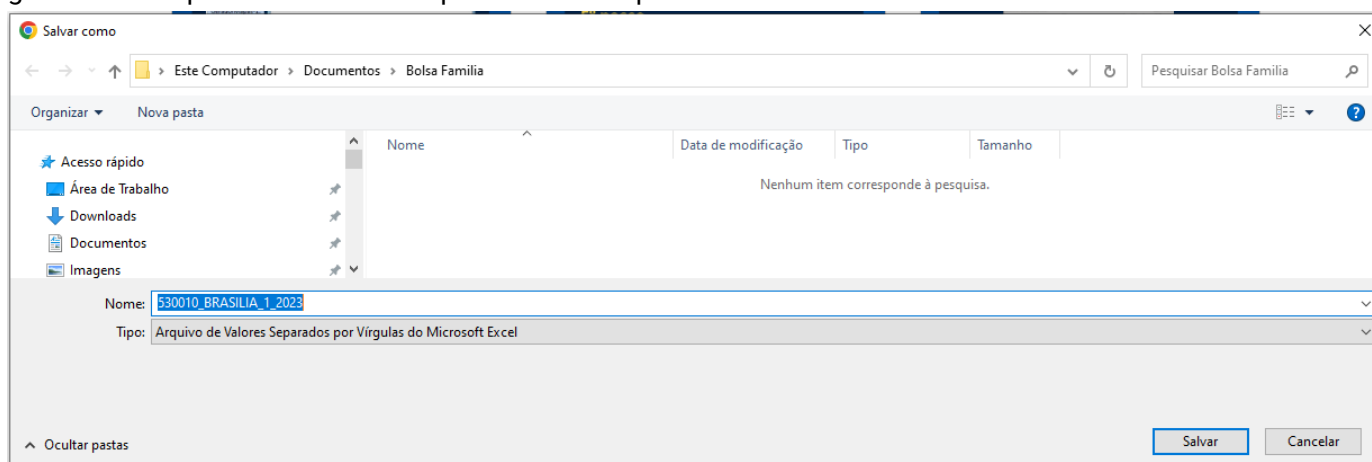 Salvar como
Este Computador > Documentos > Bolsa Familia
Pesquisar Bolsa Familia
Organizar
Nova pasta
Nome
Data de modificação
Tipo
Tamanho
Acesso rápido
Nenhum item corresponde à pesquisa.
Área de Trabalho
Downloads
Documentos
Imagens
Nome: 530010_BRASILIA_1_2023
Tipo: Arquivo de Valores Separados por Vírgulas do Microsoft Excel
Ocultar pastas
Salvar
Cancelar